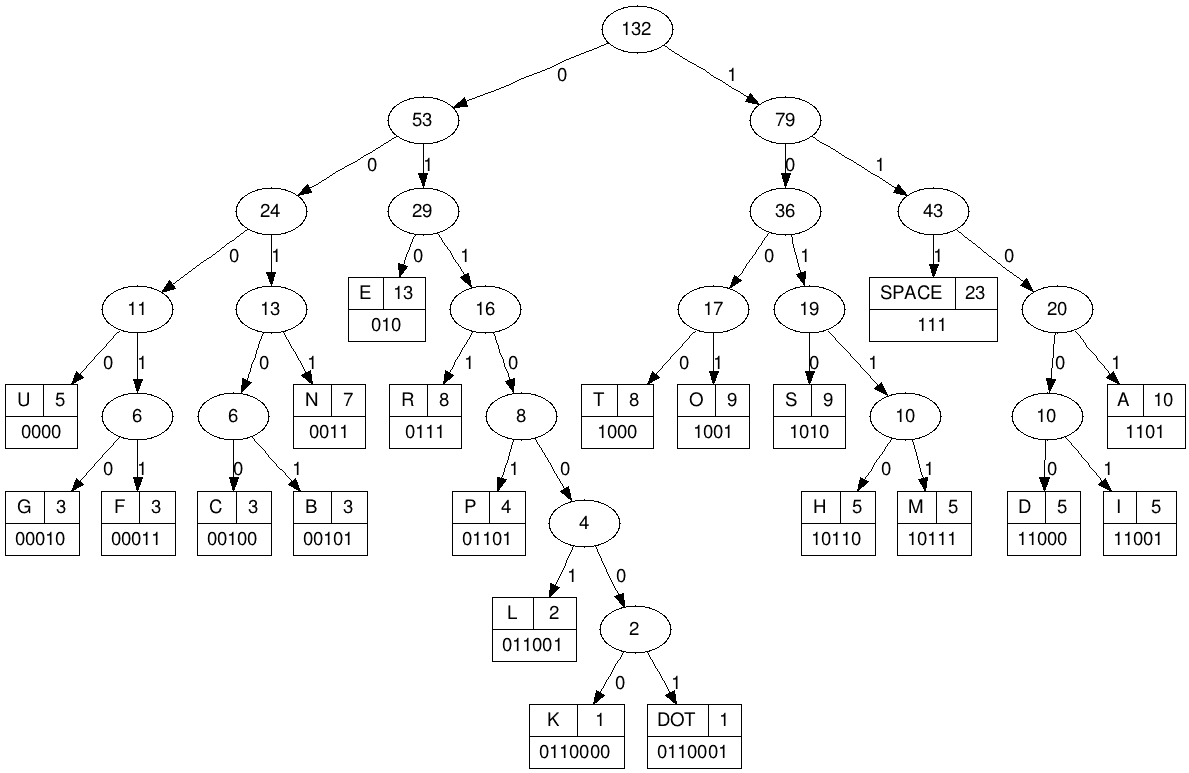 132
0 1
53 79
0 1 0 1
24 29 36 43
0 1 0 1 0 1 1 0
11 13 E 13 16 17 19 SPACE 23 20
010 111
0 1 0 1 1 0 0 1 0 1 0 1
U 5 6 6 N 7 R 8 8 T 8 O 9 S 9 10 10 A 10
0000 0011 0111 1000 1001 1010 1101
0 1 0 1 1 0 0 1 0 1
G 3 F 3 C 3 B 3 P 4 4 H 5 M 5 D 5 I 5
00010 00011 00100 00101 01101 10110 10111 11000 11001
1 0
L 2 2
011001
0 1
K 1 DOT 1
0110000 0110001